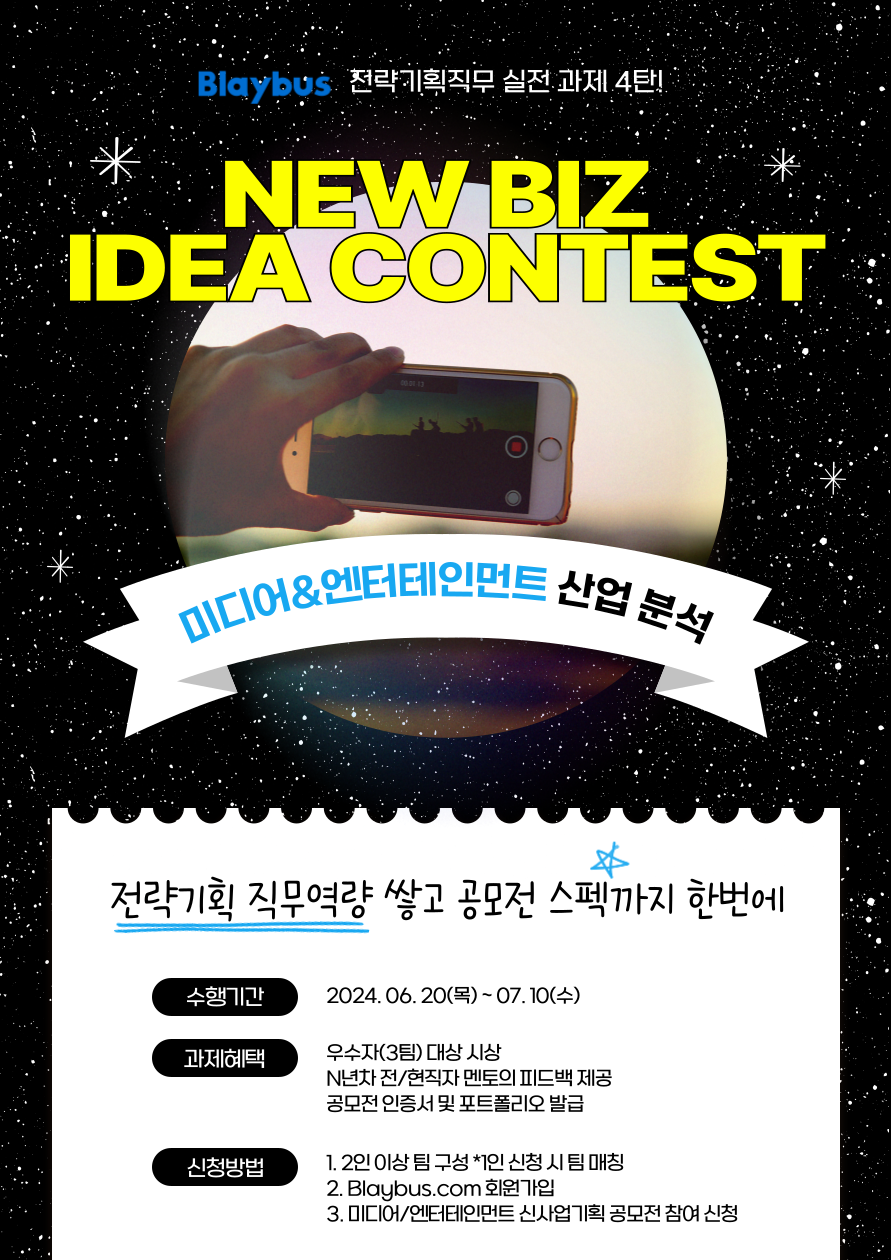 Blaybus 전략기획직무 실전 과제 4탄!
NEW BIZ
IDEA CONTEST
미디어&엔터테인먼트 산업 분석
전략기획 직무역량 쌓고 공모전 스펙까지 한번에
수행기간 2024. 06. 20(목) ~ 07. 10(수)
과제혜택 우수자(3팀) 대상 시상
N년차 전/현직자 멘토의 피드백 제공
공모전 인증서 및 포트폴리오 발급
신청방법 1. 2인 이상 팀 구성 *1인 신청 시 팀 매칭
2. Blaybus.com 회원가입
3. 미디어/엔터테인먼트 신사업기획 공모전 참여 신청